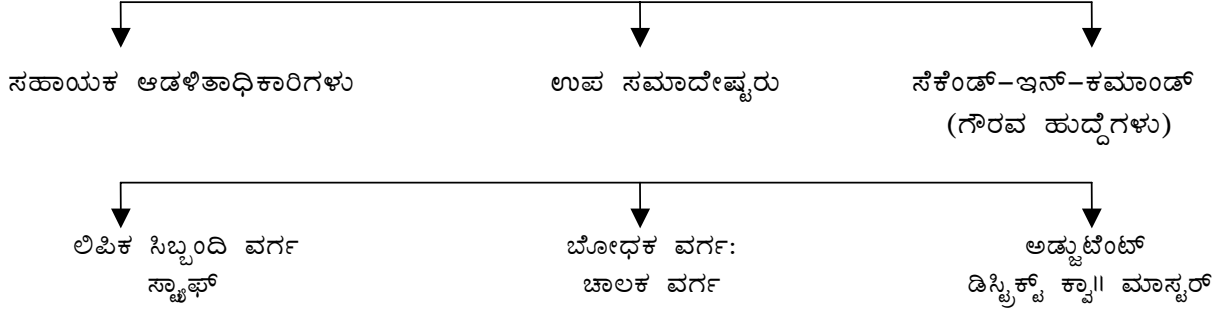 ಸಹಾಯಕ ಆಡಳಿತಾಧಿಕಾರಿಗಳು ಉಪ ಸಮಾದೇಷ್ಟರು ಸೆಕೆಂಡ್–ಇನ್–ಕಮಾಂಡ್
(ಗೌರವ ಹುದ್ದೆಗಳು)
ಲಿಪಿಕ ಸಿಬ್ಬಂದಿ ವರ್ಗ ಬೋಧಕ ವರ್ಗ: ಅಡ್ಜುಟೆಂಟ್
ಸ್ಟ್ಯಾಫ್ ಚಾಲಕ ವರ್ಗ ಡಿಸ್ಟ್ರಿಕ್ಟ್ ಕ್ವಾ॥ ಮಾಸ್ಟರ್